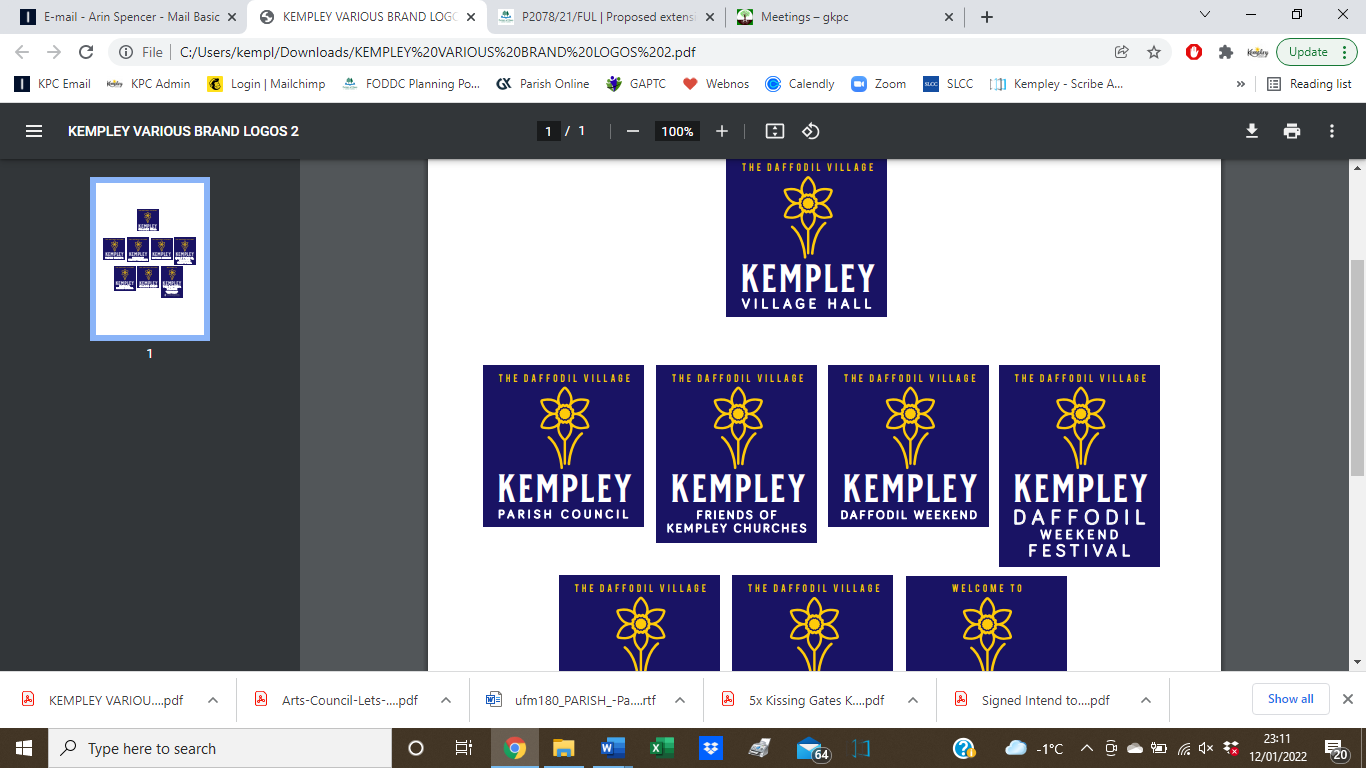 E-mail - Arin Spencer - Mail Basic
KEMPLEY VARIOUS BRAND LOGO
P2078/21/FUL | Proposed extensi
Meetings – gkpc
File
C:/Users/kempl/Downloads/KEMPLEY%20VARIOUS%20BRAND%20LOGOS%202.pdf
Update
KPC Email
KPC Admin
Login | Mailchimp
FODDC Planning Po...
Parish Online
GAPTC
Webnos
Calendly
Zoom
SLCC
SLCC
Kempley - Scribe A...
»
Reading list
KEMPLEY VARIOUS BRAND LOGOS 2
1 / 1
100%
1
THE DAFFODIL VILLAGE
KEMPLEY
VILLAGE HALL
THE DAFFODIL VILLAGE
KEMPLEY
PARISH COUNCIL
THE DAFFODIL VILLAGE
KEMPLEY
FRIENDS OF
KEMPLEY CHURCHES
THE DAFFODIL VILLAGE
KEMPLEY
DAFFODIL WEEKEND
THE DAFFODIL VILLAGE
KEMPLEY
DAFFODIL
WEEKEND
FESTIVAL
THE DAFFODIL VILLAGE
THE DAFFODIL VILLAGE
WELCOME TO
KEMPLEY VARIOU....pdf
Arts-Council-Lets-....pdf
ufm180_PARISH_-Pa....rtf
5x Kissing Gates K....pdf
Signed Intend to....pdf
Show all
Type here to search
64
-1°C
23:11
12/01/2022
20